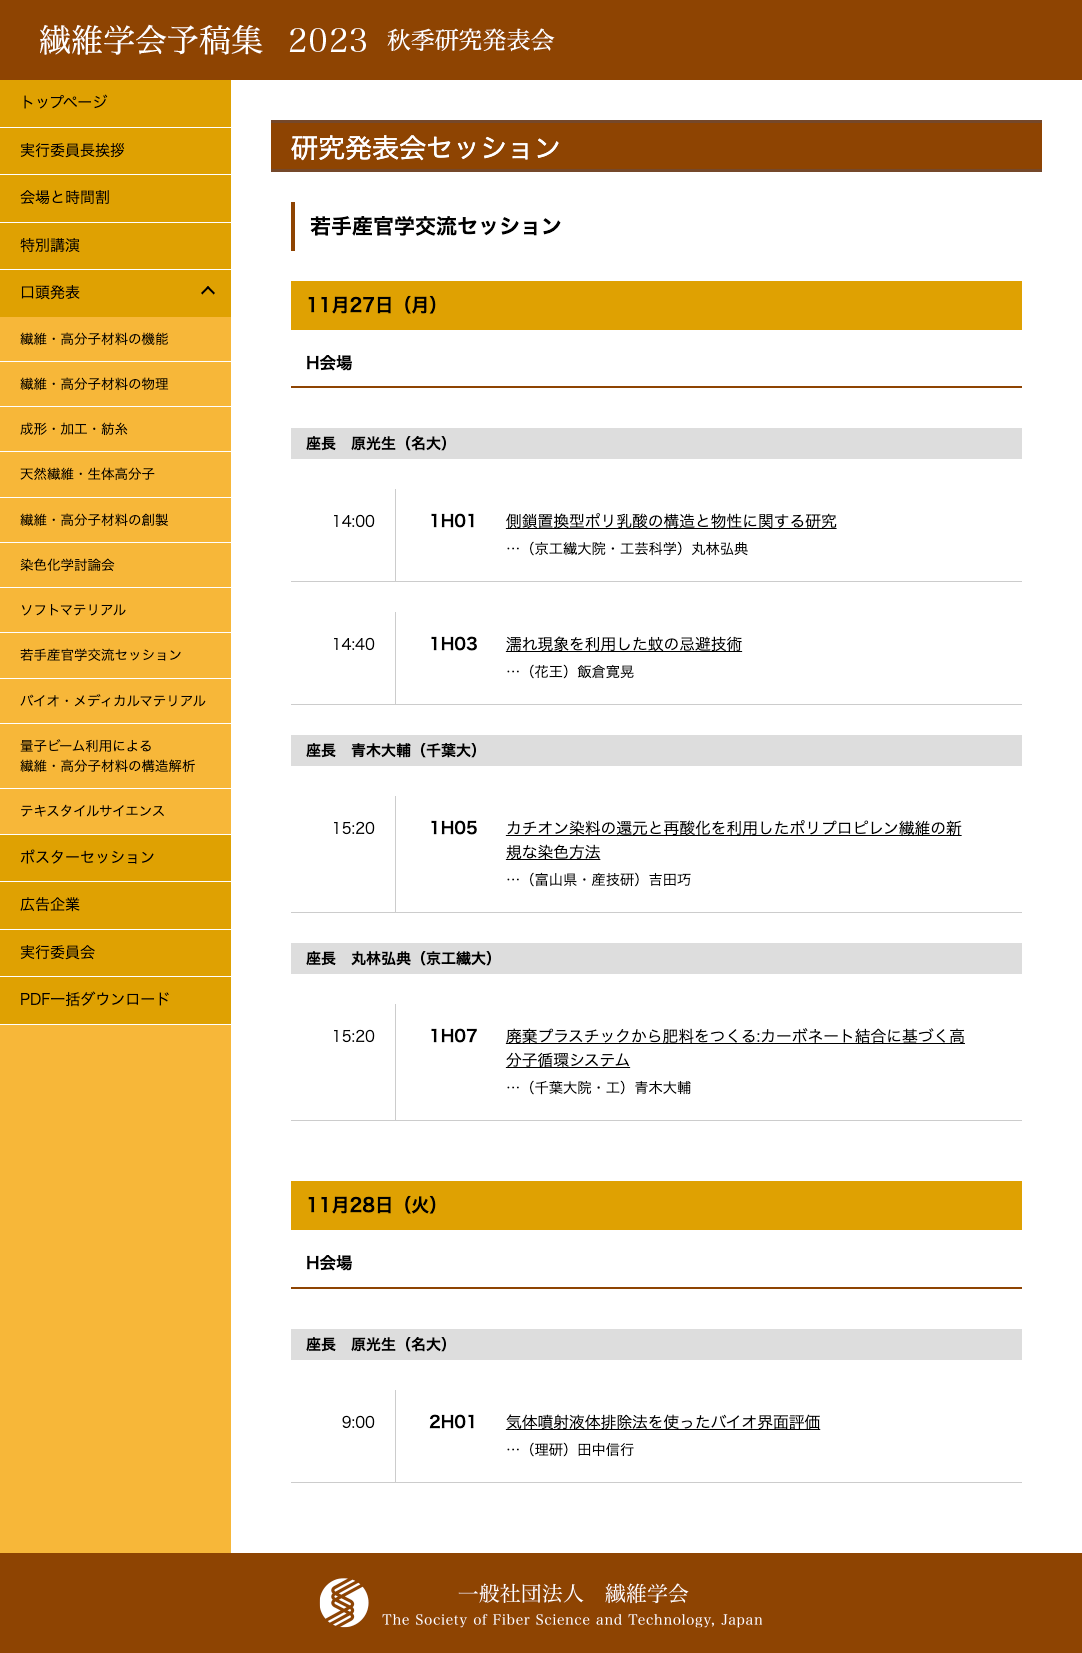 繊維学会予稿集 2023 秋季研究発表会
トップページ
実行委員長挨拶
会場と時間割
特別講演
口頭発表
繊維・高分子材料の機能
繊維・高分子材料の物理
成形・加工・紡糸
天然繊維・生体高分子
繊維・高分子材料の創製
染色化学討論会
ソフトマテリアル
若手産官学交流セッション
バイオ・メディカルマテリアル
量子ビーム利用による
繊維・高分子材料の構造解析
テキスタイルサイエンス
ポスターセッション
広告企業
実行委員会
PDF一括ダウンロード
研究発表会セッション
若手産官学交流セッション
11月27日（月）
H会場
座長　原光生（名大）
14:00 1H01 側鎖置換型ポリ乳酸の構造と物性に関する研究
…（京工繊大院・工芸科学）丸林弘典
14:40 1H03 濡れ現象を利用した蚊の忌避技術
…（花王）飯倉寛晃
座長　青木大輔（千葉大）
15:20 1H05 カチオン染料の還元と再酸化を利用したポリプロピレン繊維の新
規な染色方法
…（富山県・産技研）吉田巧
座長　丸林弘典（京工繊大）
15:20 1H07 廃棄プラスチックから肥料をつくる:カーボネート結合に基づく高
分子循環システム
…（千葉大院・工）青木大輔
11月28日（火）
H会場
座長　原光生（名大）
9:00 2H01 気体噴射液体排除法を使ったバイオ界面評価
…（理研）田中信行
一般社団法人　繊維学会
The Society of Fiber Science and Technology, Japan